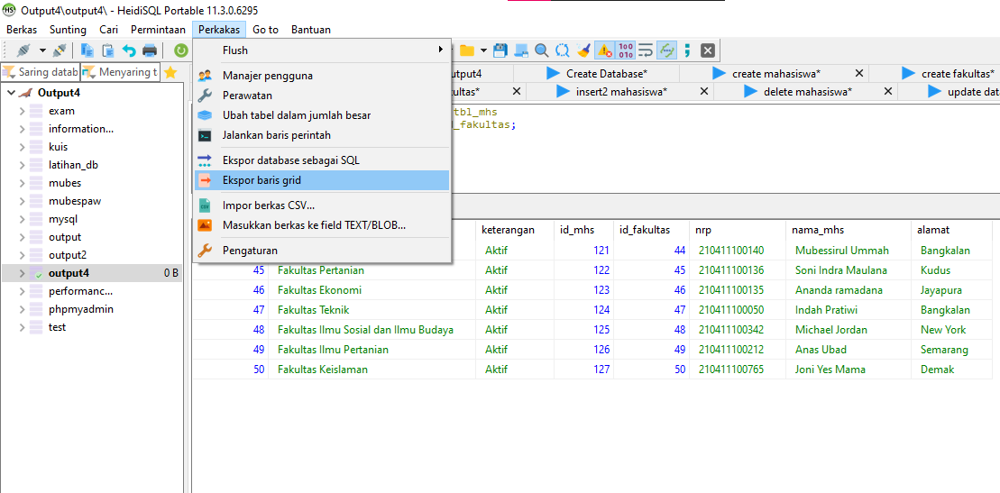 Output4\output4\ - HeidiSQL Portable 11.3.0.6295
Berkas Sunting Cari Permintaan Perkakas Go to Bantuan
Saring datab Menyaring t
Output4
exam
information...
kuis
latihan_db
mubes
mubespaw
mysql
output
output2
output4 0 B
performanc...
phpmyadmin
test
Flush
Manajer pengguna
Perawatan
Ubah tabel dalam jumlah besar
Jalankan baris perintah
Ekspor database sebagai SQL
Ekspor baris grid
Impor berkas CSV...
Masukkan berkas ke field TEXT/BLOB...
Pengaturan
utput4 Create Database* create mahasiswa* create fakultas*
ultas* insert2 mahasiswa* delete mahasiswa* update dat
tbl_mhs
d_fakultas;
keterangan id_mhs id_fakultas nrp nama_mhs alamat
Aktif 121 44 210411100140 Mubessirul Ummah Bangkalan
45 Fakultas Pertanian Aktif 122 45 210411100136 Soni Indra Maulana Kudus
46 Fakultas Ekonomi Aktif 123 46 210411100135 Ananda ramadana Jayapura
47 Fakultas Teknik Aktif 124 47 210411100050 Indah Pratiwi Bangkalan
48 Fakultas Ilmu Sosial dan Ilmu Budaya Aktif 125 48 210411100342 Michael Jordan New York
49 Fakultas Ilmu Pertanian Aktif 126 49 210411100212 Anas Ubad Semarang
50 Fakultas Keislaman Aktif 127 50 210411100765 Joni Yes Mama Demak